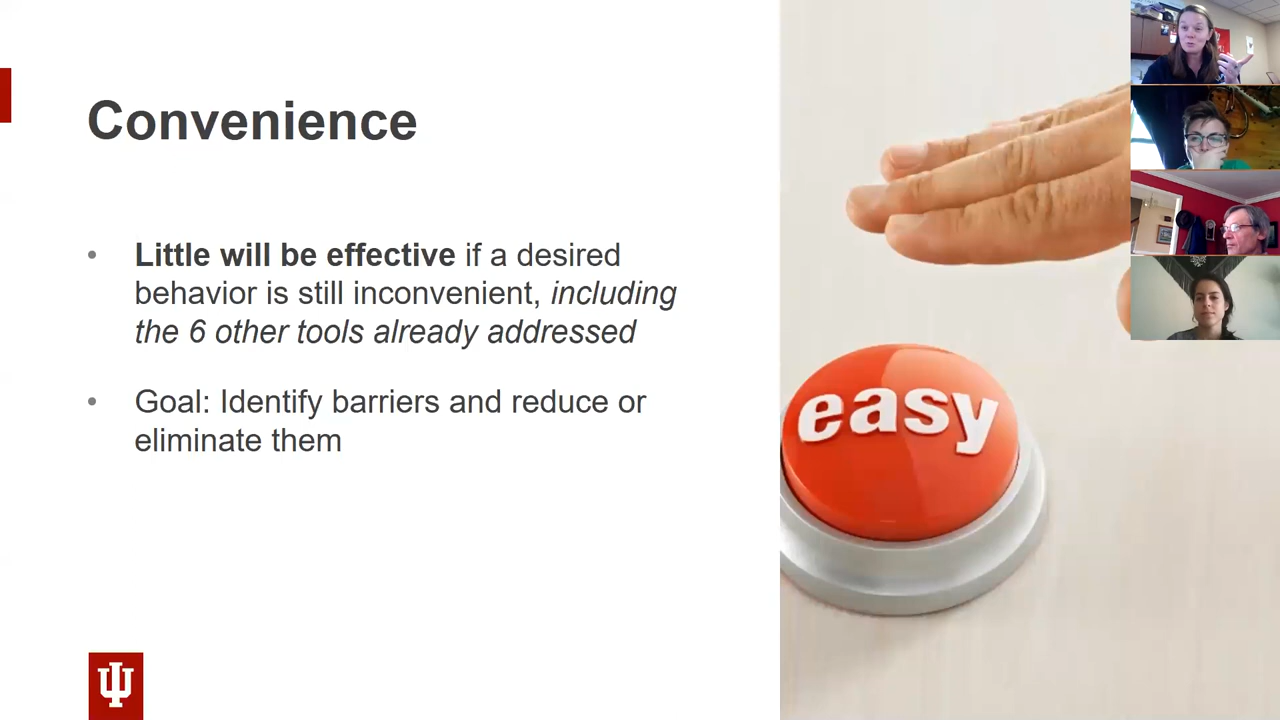 Convenience
• Little will be effective if a desired
behavior is still inconvenient, including
the 6 other tools already addressed
• Goal: Identify barriers and reduce or
eliminate them
easy